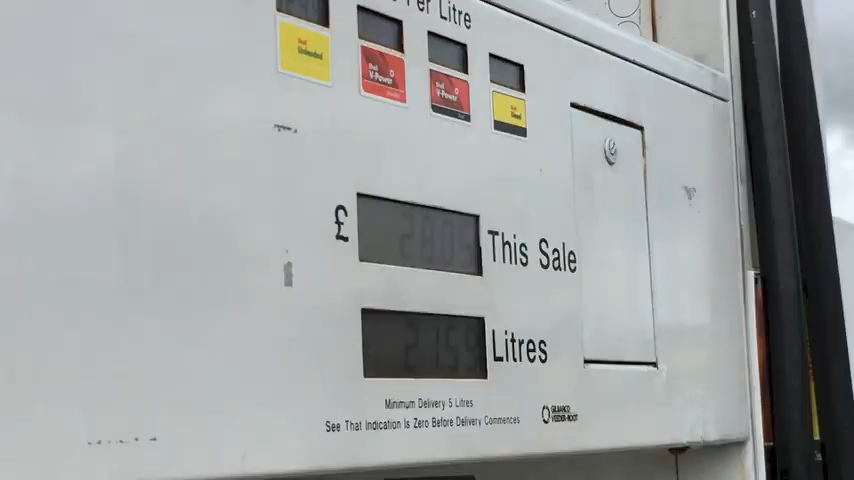 Per Litre
Shell
Unleaded
Shell
V-Power
Shell
V-Power
Diesel
Shell
Diesel
£ This Sale
Litres
Minimum Delivery 5 Litres
See That Indication Is Zero Before Delivery Commences
GILBARCO
VEEDER-ROOT